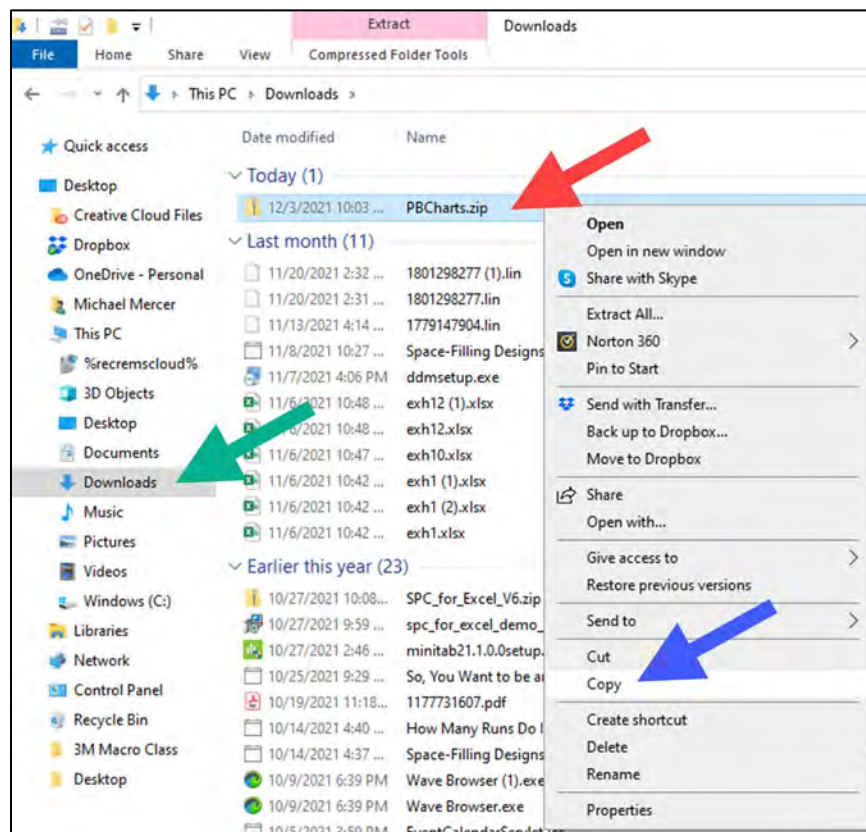 Extract
Downloads
File
Home
Share
View
Compressed Folder Tools
This PC
Downloads
Quick access
Desktop
Creative Cloud Files
Dropbox
OneDrive - Personal
Michael Mercer
This PC
%recremscloud%
3D Objects
Desktop
Documents
Downloads
Music
Pictures
Videos
Windows (C:)
Libraries
Network
Control Panel
Recycle Bin
3M Macro Class
Desktop
Date modified Name
Today (1)
12/3/2021 10:03 ... PBCharts.zip
Last month (11)
11/20/2021 2:32 ... 1801298277 (1).lin
11/20/2021 2:31 ... 1801298277.lin
11/13/2021 4:14 ... 1779147904.lin
11/8/2021 10:27 ... Space-Filling Designs
11/7/2021 4:06 PM ddmsetup.exe
11/6/2021 10:48 ... exh12 (1).xlsx
11/6/2021 10:48 ... exh12.xlsx
11/6/2021 10:47 ... exh10.xlsx
11/6/2021 10:42 ... exh1 (1).xlsx
11/6/2021 10:42 ... exh1 (2).xlsx
11/6/2021 10:42 ... exh1.xlsx
Earlier this year (23)
10/27/2021 10:08... SPC_for_Excel_V6.zip
10/27/2021 9:59 ... spc_for_excel_demo_
10/27/2021 2:46 ... minitab21.1.0.0setup.
10/25/2021 9:29 ... So, You Want to be a
10/19/2021 11:18... 1177731607.pdf
10/14/2021 4:40 ... How Many Runs Do I
10/14/2021 4:37 ... Space-Filling Designs
10/9/2021 6:39 PM Wave Browser (1).exe
10/9/2021 6:39 PM Wave Browser.exe
10/5/2021 3:59 PM
Open
Open in new window
Share with Skype
Extract All...
Norton 360
Pin to Start
Send with Transfer...
Back up to Dropbox...
Move to Dropbox
Share
Open with...
Give access to
Restore previous versions
Send to
Cut
Copy
Create shortcut
Delete
Rename
Properties